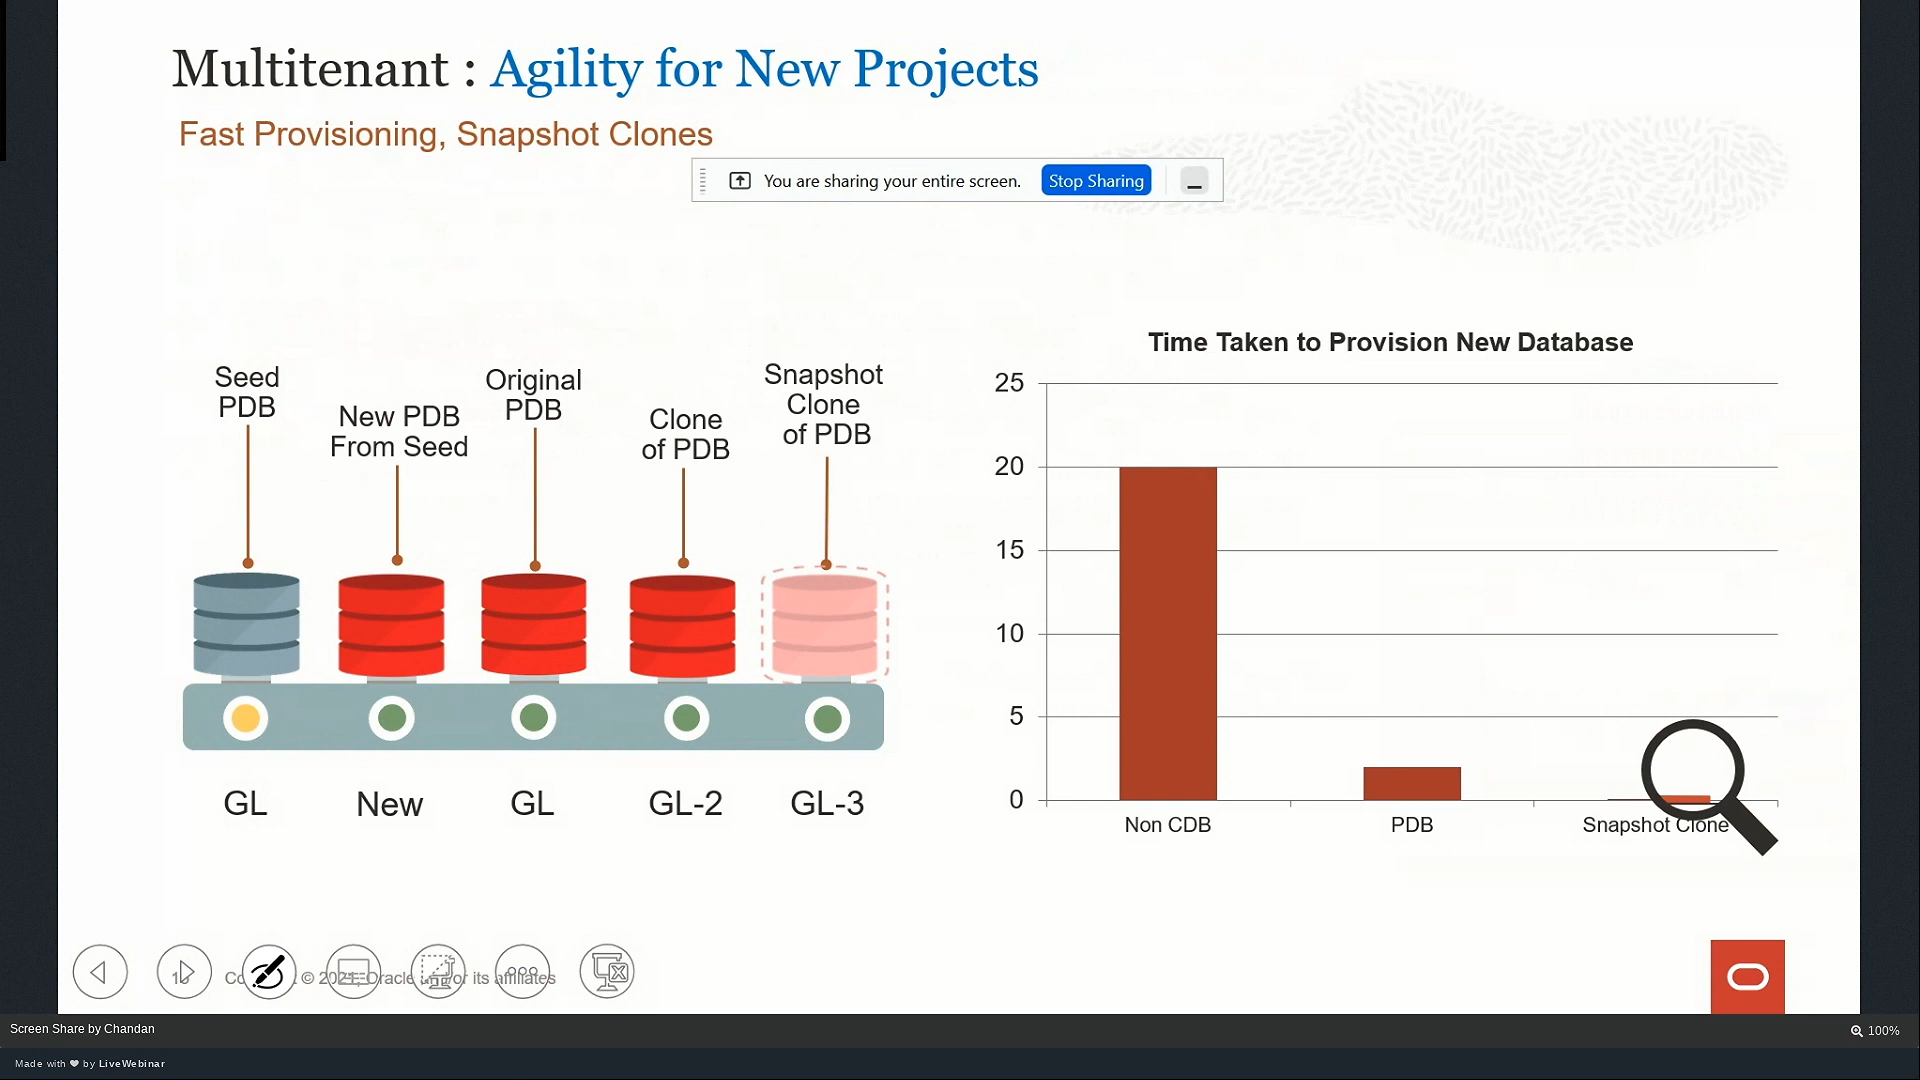 Multitenant : Agility for New Projects
Fast Provisioning, Snapshot Clones
You are sharing your entire screen.
Stop Sharing
Seed
PDB
New PDB
From Seed
Original
PDB
Clone
of PDB
Snapshot
Clone
of PDB
GL
New
GL
GL-2
GL-3
Time Taken to Provision New Database
25
20
15
10
5
0
Non CDB
PDB
Snapshot Clone
© 2021, Oracle its affiliates
Screen Share by Chandan
100%
Made with ❤ by LiveWebinar